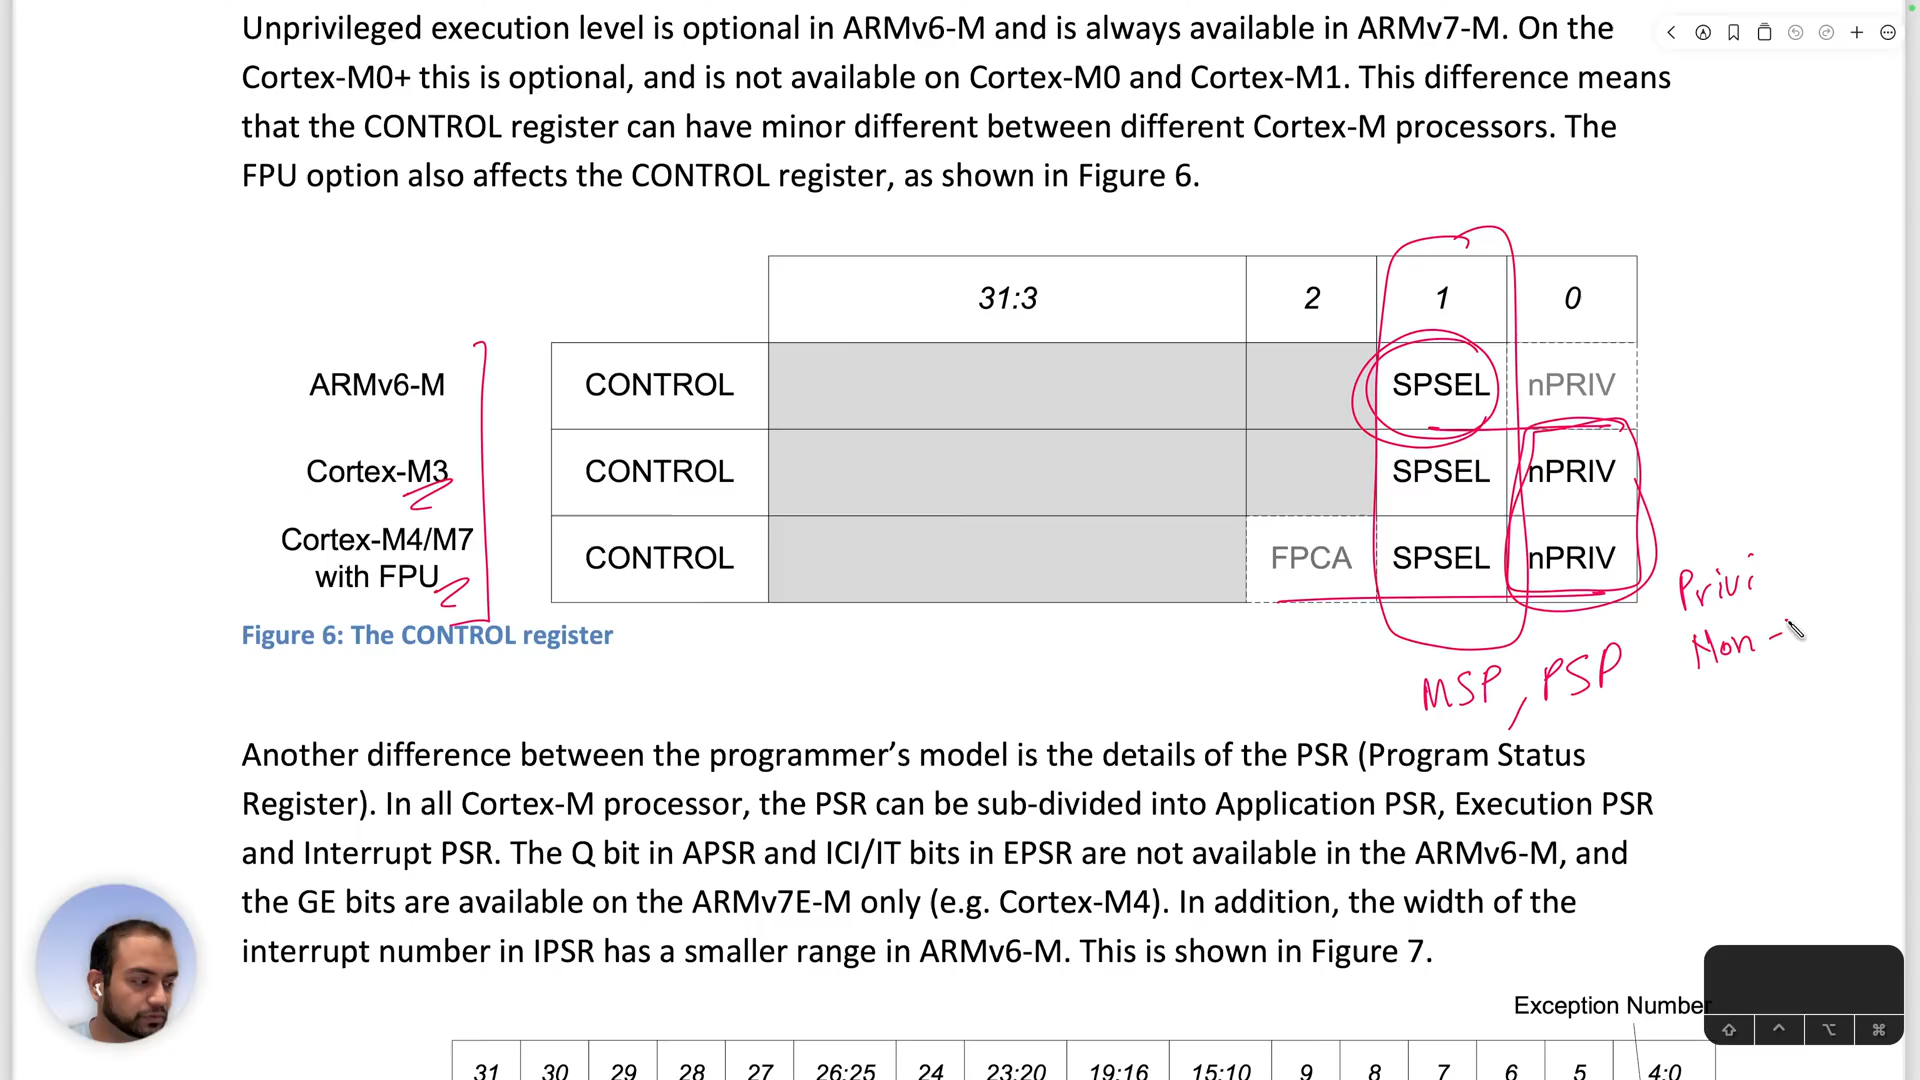 Unprivileged execution level is optional in ARMv6-M and is always available in ARMv7-M. On the
Cortex-M0+ this is optional, and is not available on Cortex-M0 and Cortex-M1. This difference means
that the CONTROL register can have minor different between different Cortex-M processors. The
FPU option also affects the CONTROL register, as shown in Figure 6.
31:3 2 1 0
ARMv6-M CONTROL SPSEL nPRIV
Cortex-M3 CONTROL SPSEL nPRIV
Cortex-M4/M7
with FPU CONTROL FPCA SPSEL nPRIV
Privi
Non -
Figure 6: The CONTROL register
MSP, PSP
Another difference between the programmer’s model is the details of the PSR (Program Status
Register). In all Cortex-M processor, the PSR can be sub-divided into Application PSR, Execution PSR
and Interrupt PSR. The Q bit in APSR and ICI/IT bits in EPSR are not available in the ARMv6-M, and
the GE bits are available on the ARMv7E-M only (e.g. Cortex-M4). In addition, the width of the
interrupt number in IPSR has a smaller range in ARMv6-M. This is shown in Figure 7.
Exception Number
31 30 29 28 27 26:25 24 23:20 19:16 15:10 9 8 7 6 5 4:0